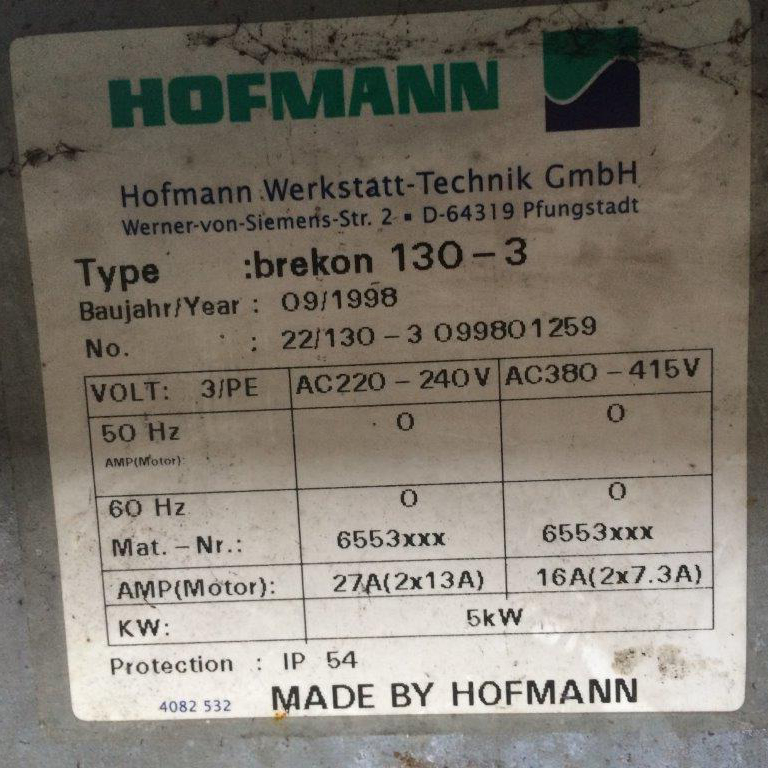 HOFMANN
Hofmann Werkstatt-Technik GmbH
Werner-von-Siemens-Str. 2 ▪ D-64319 Pfungstadt
Type :brekon 130-3
Baujahr/Year : 09/1998
No. : 22/130-3 099801259
VOLT: 3/PE AC220-240V AC380-415V
50 Hz 0 0
AMP(Motor):
60 Hz 0 0
Mat.-Nr.: 6553xxx 6553xxx
AMP(Motor): 27A(2x13A) 16A(2x7.3A)
KW: 5kW
Protection : IP 54
4082 532 MADE BY HOFMANN